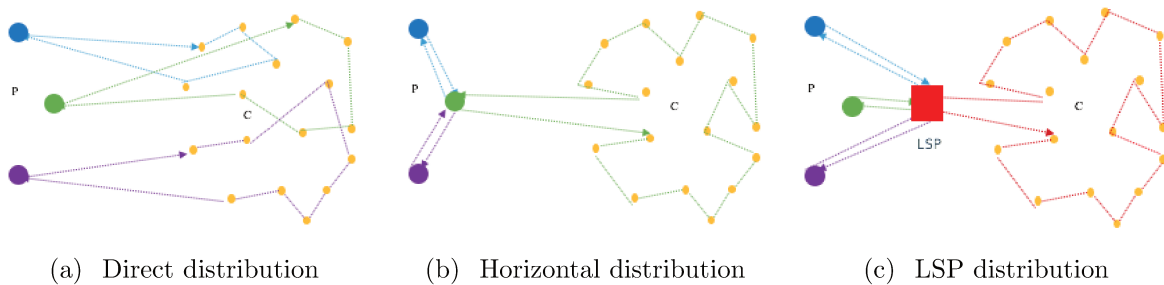 P
C
P
C
P
C
LSP
(a) Direct distribution
(b) Horizontal distribution
(c) LSP distribution